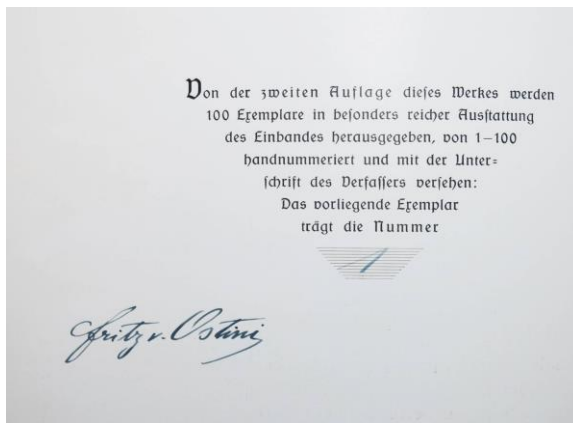 Von der zweiten Auflage dieſes Werkes werden
100 Exemplare in beſonders reicher Ausſtattung
des Einbandes herausgegeben, von 1–100
handnummeriert und mit der Unter⸗
ſchrift des Verfaſſers verſehen:
Das vorliegende Exemplar
trägt die Nummer
1
Fritz v. Ostini